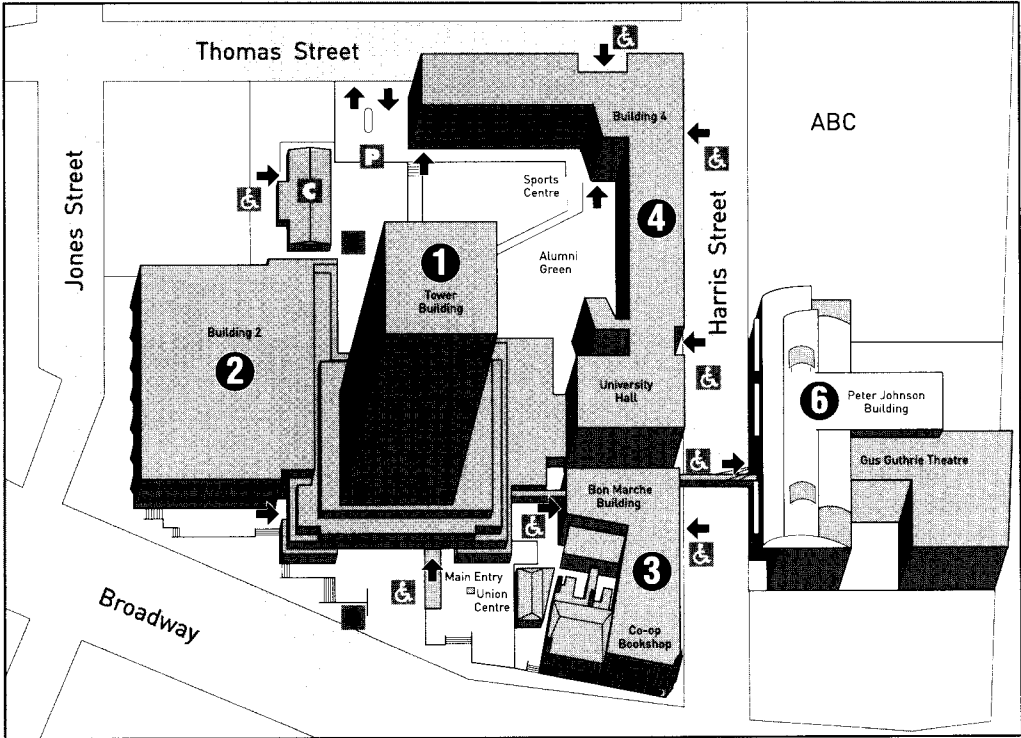 Thomas Street
Jones Street
Building 4
ABC
P
C
Sports
Centre
4
Harris Street
1
Tower
Building
Alumni
Green
Building 2
2
University
Hall
6
Peter Johnson
Building
Gus Guthrie Theatre
Bon Marche
Building
3
Main Entry
Union
Centre
Co-op
Bookshop
Broadway